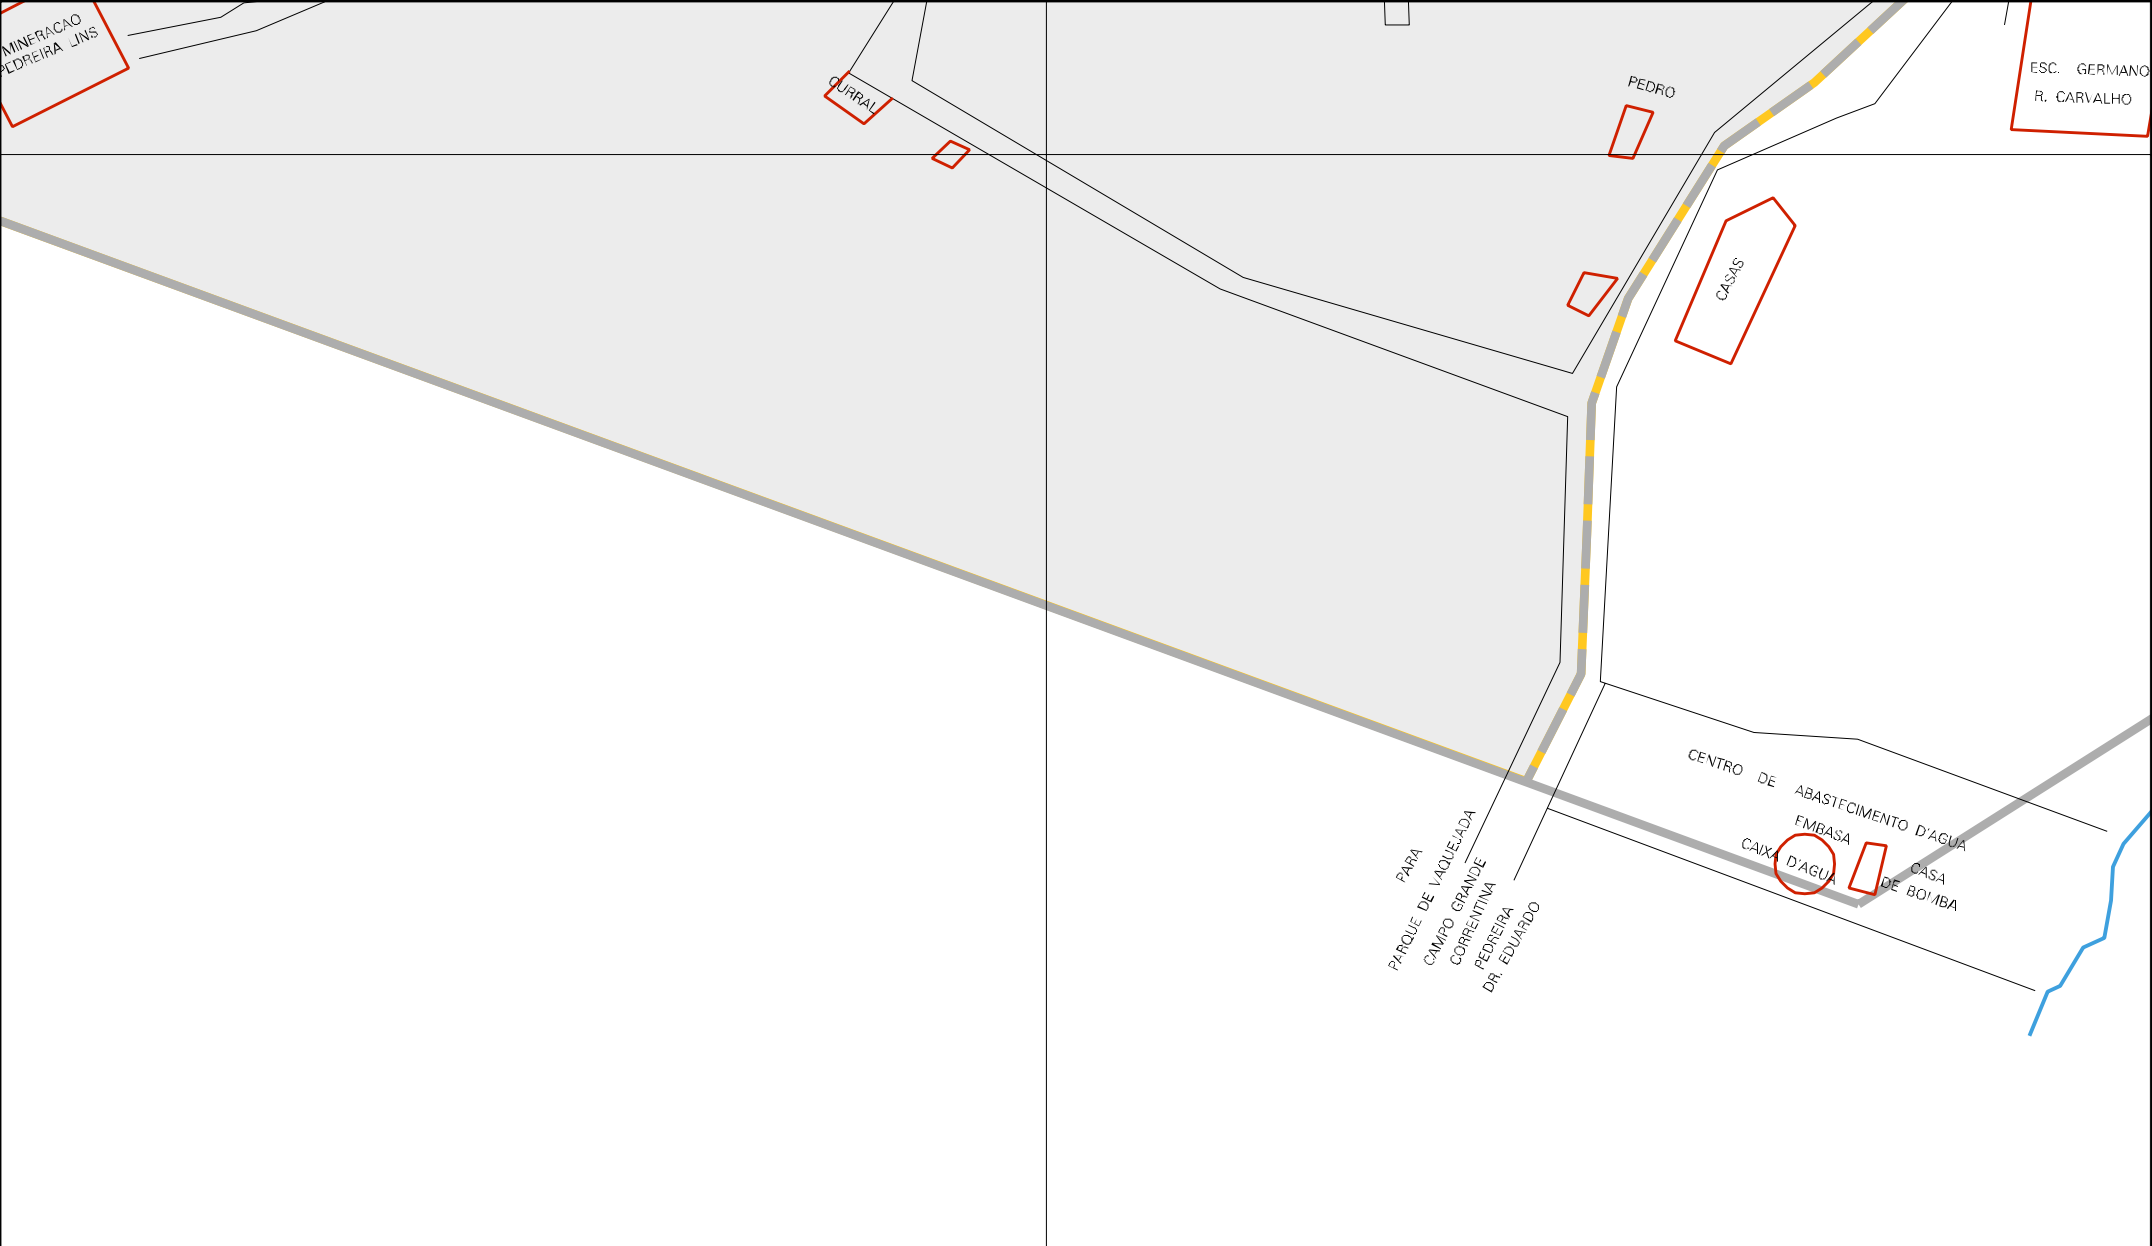 MINERACAO
PEDREIRA LINS
CURRAL
PEDRO
ESC. GERMANO
R. CARVALHO
CASAS
CENTRO DE ABASTECIMENTO D'AGUA
EMBASA
CAIXA D'AGUA
CASA
DE BOMBA
PARA
PARQUE DE VAQUEJADA
CAMPO GRANDE
CORRENTINA
PEDREIRA
DR. EDUARDO